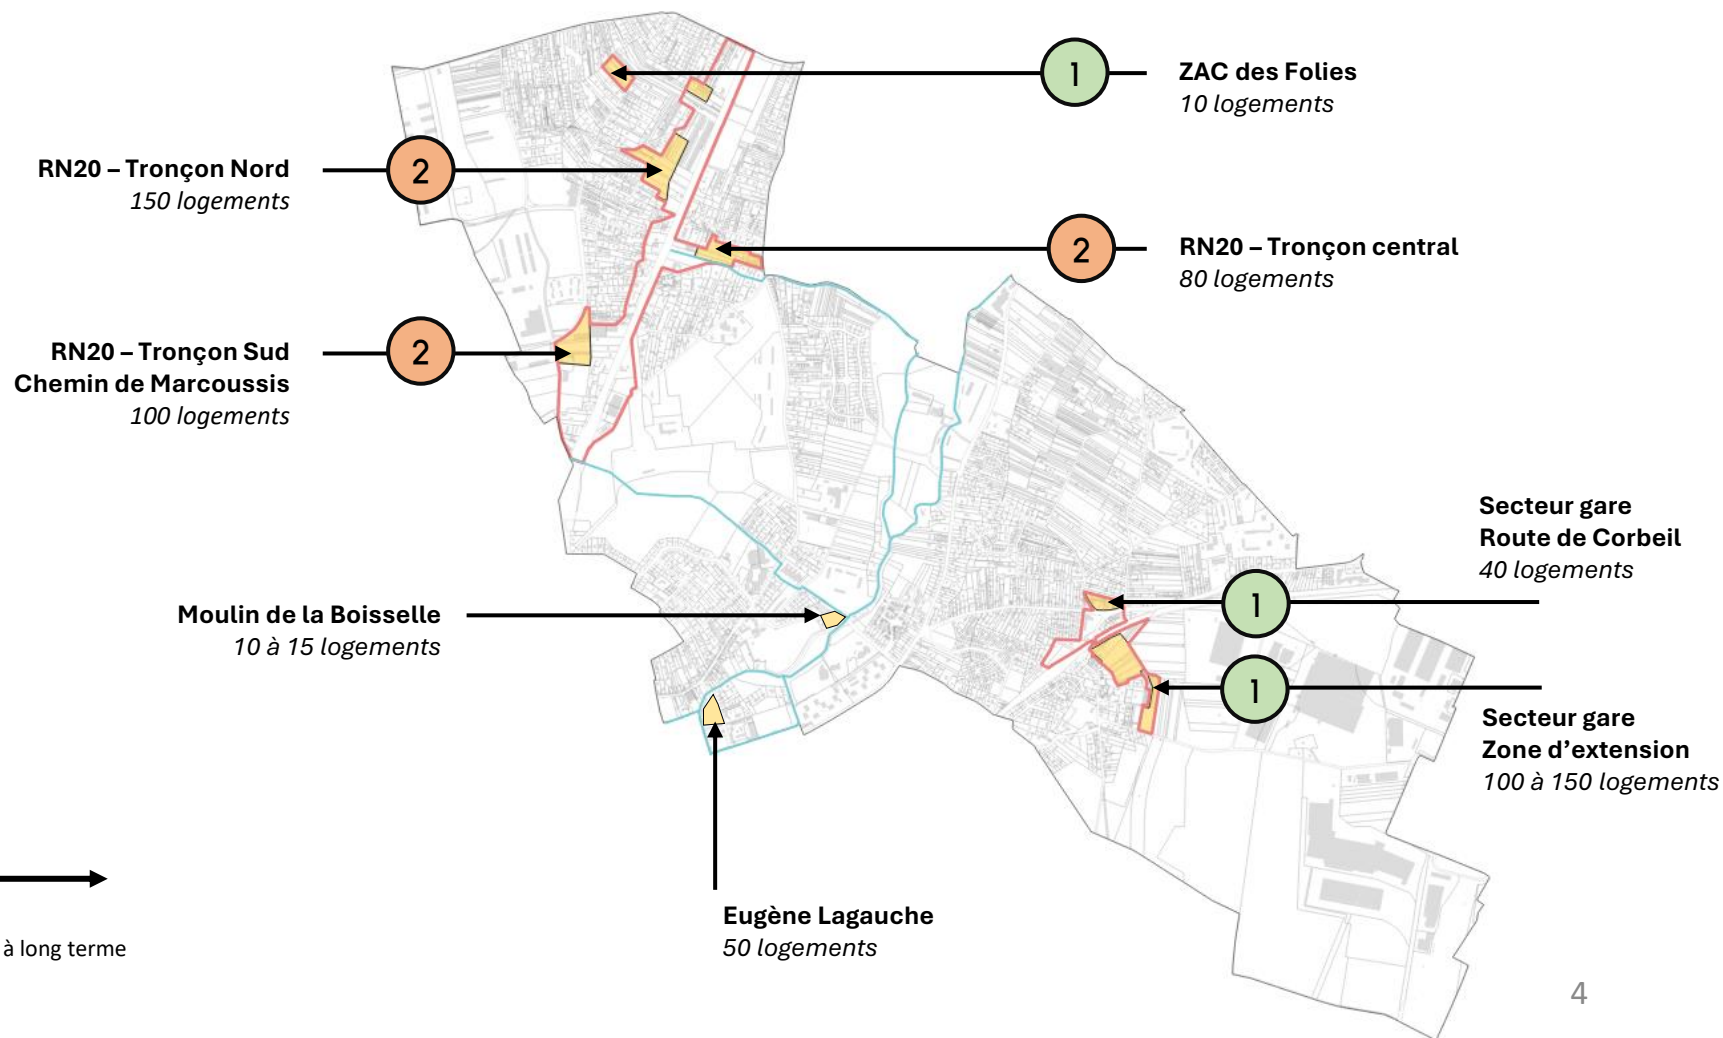 1
ZAC des Folies
10 logements
RN20 – Tronçon Nord
150 logements
2
2
RN20 – Tronçon central
80 logements
RN20 – Tronçon Sud
Chemin de Marcoussis
100 logements
2
Secteur gare
Route de Corbeil
40 logements
1
Moulin de la Boisselle
10 à 15 logements
1
Secteur gare
Zone d’extension
100 à 150 logements
Eugène Lagauche
50 logements
à long terme
4